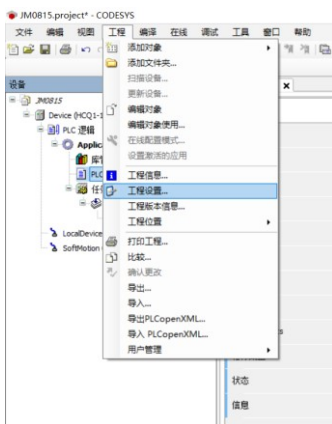 JM0815.project* - CODESYS
文件 编辑 视图 工程 编译 在线 调试 工具 窗口 帮助
添加对象
添加文件夹...
扫描设备...
更新设备...
编辑对象
编辑对象使用...
在线配置模式...
设置激活的应用
工程信息...
工程设置...
工程版本信息...
工程位置
打印工程...
比较...
确认更改
导出...
导入...
导出PLCopenXML...
导入 PLCopenXML...
用户管理
设备
JM0815
Device (HCQ1-1
PLC 逻辑
Applic
PLC
LocalDevice
SoftMotion
状态
信息